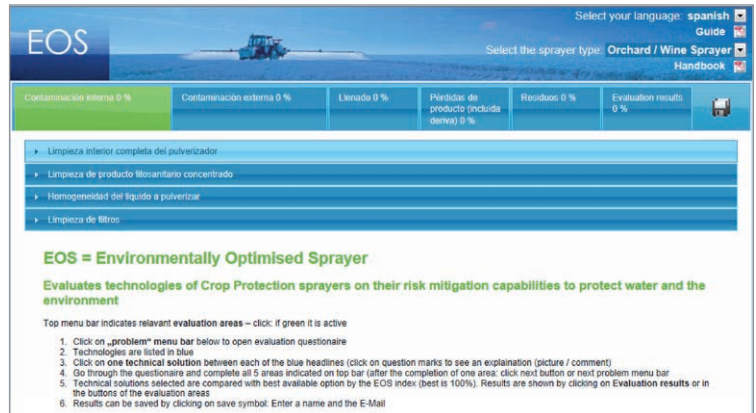 Select your language: spanish
Guide
EOS
Select the sprayer type: Orchard / Wine Sprayer
Handbook
Contaminación interna 0 %
Contaminación externa 0 %
Llenado 0 %
Pérdidas de
producto (incluida
deriva) 0 %
Residuos 0 %
Evaluation results
0 %
Limpieza interior completa del pulverizador
Limpieza de producto fitosanitario concentrado
Homogeneidad del líquido a pulverizar
Limpieza de filtros
EOS = Environmentally Optimised Sprayer
Evaluates technologies of Crop Protection sprayers on their risk mitigation capabilities to protect water and the
environment
Top menu bar indicates relavant evaluation areas – click: if green it is active
1. Click on „problem“ menu bar below to open evaluation questionaire
2. Technologies are listed in blue
3. Click on one technical solution between each of the blue headlines (click on question marks to see an explaination (picture / comment)
4. Go through the questionaire and complete all 5 areas indicated on top bar (after the completion of one area: click next button or next problem menu bar
5. Technical solutions selected are compared with best available option by the EOS index (best is 100%). Results are shown by clicking on Evaluation results or in
the buttons of the evaluation areas
6. Results can be saved by clicking on save symbol: Enter a name and the E-Mail